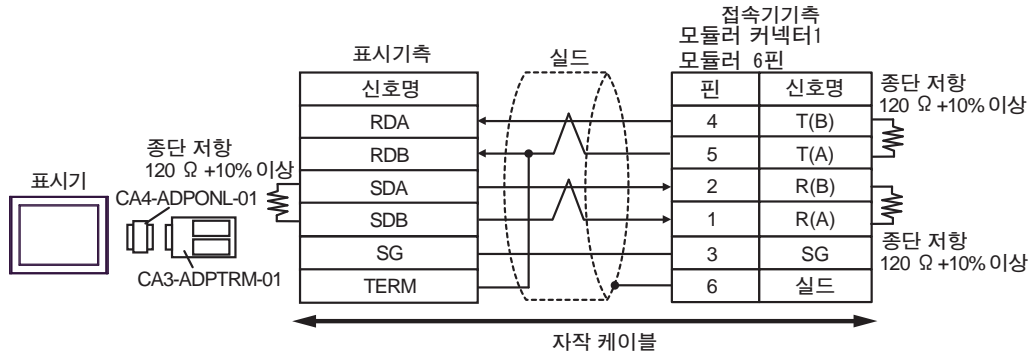 접속기기측
모듈러 커넥터1
모듈러 6핀
표시기측
실드
신호명
핀
신호명
종단 저항
120 Ω +10% 이상
RDA
4
T(B)
RDB
5
T(A)
종단 저항
120 Ω +10% 이상
표시기
CA4-ADPONL-01
SDA
2
R(B)
SDB
1
R(A)
SG
3
SG
종단 저항
120 Ω +10% 이상
CA3-ADPTRM-01
TERM
6
실드
자작 케이블